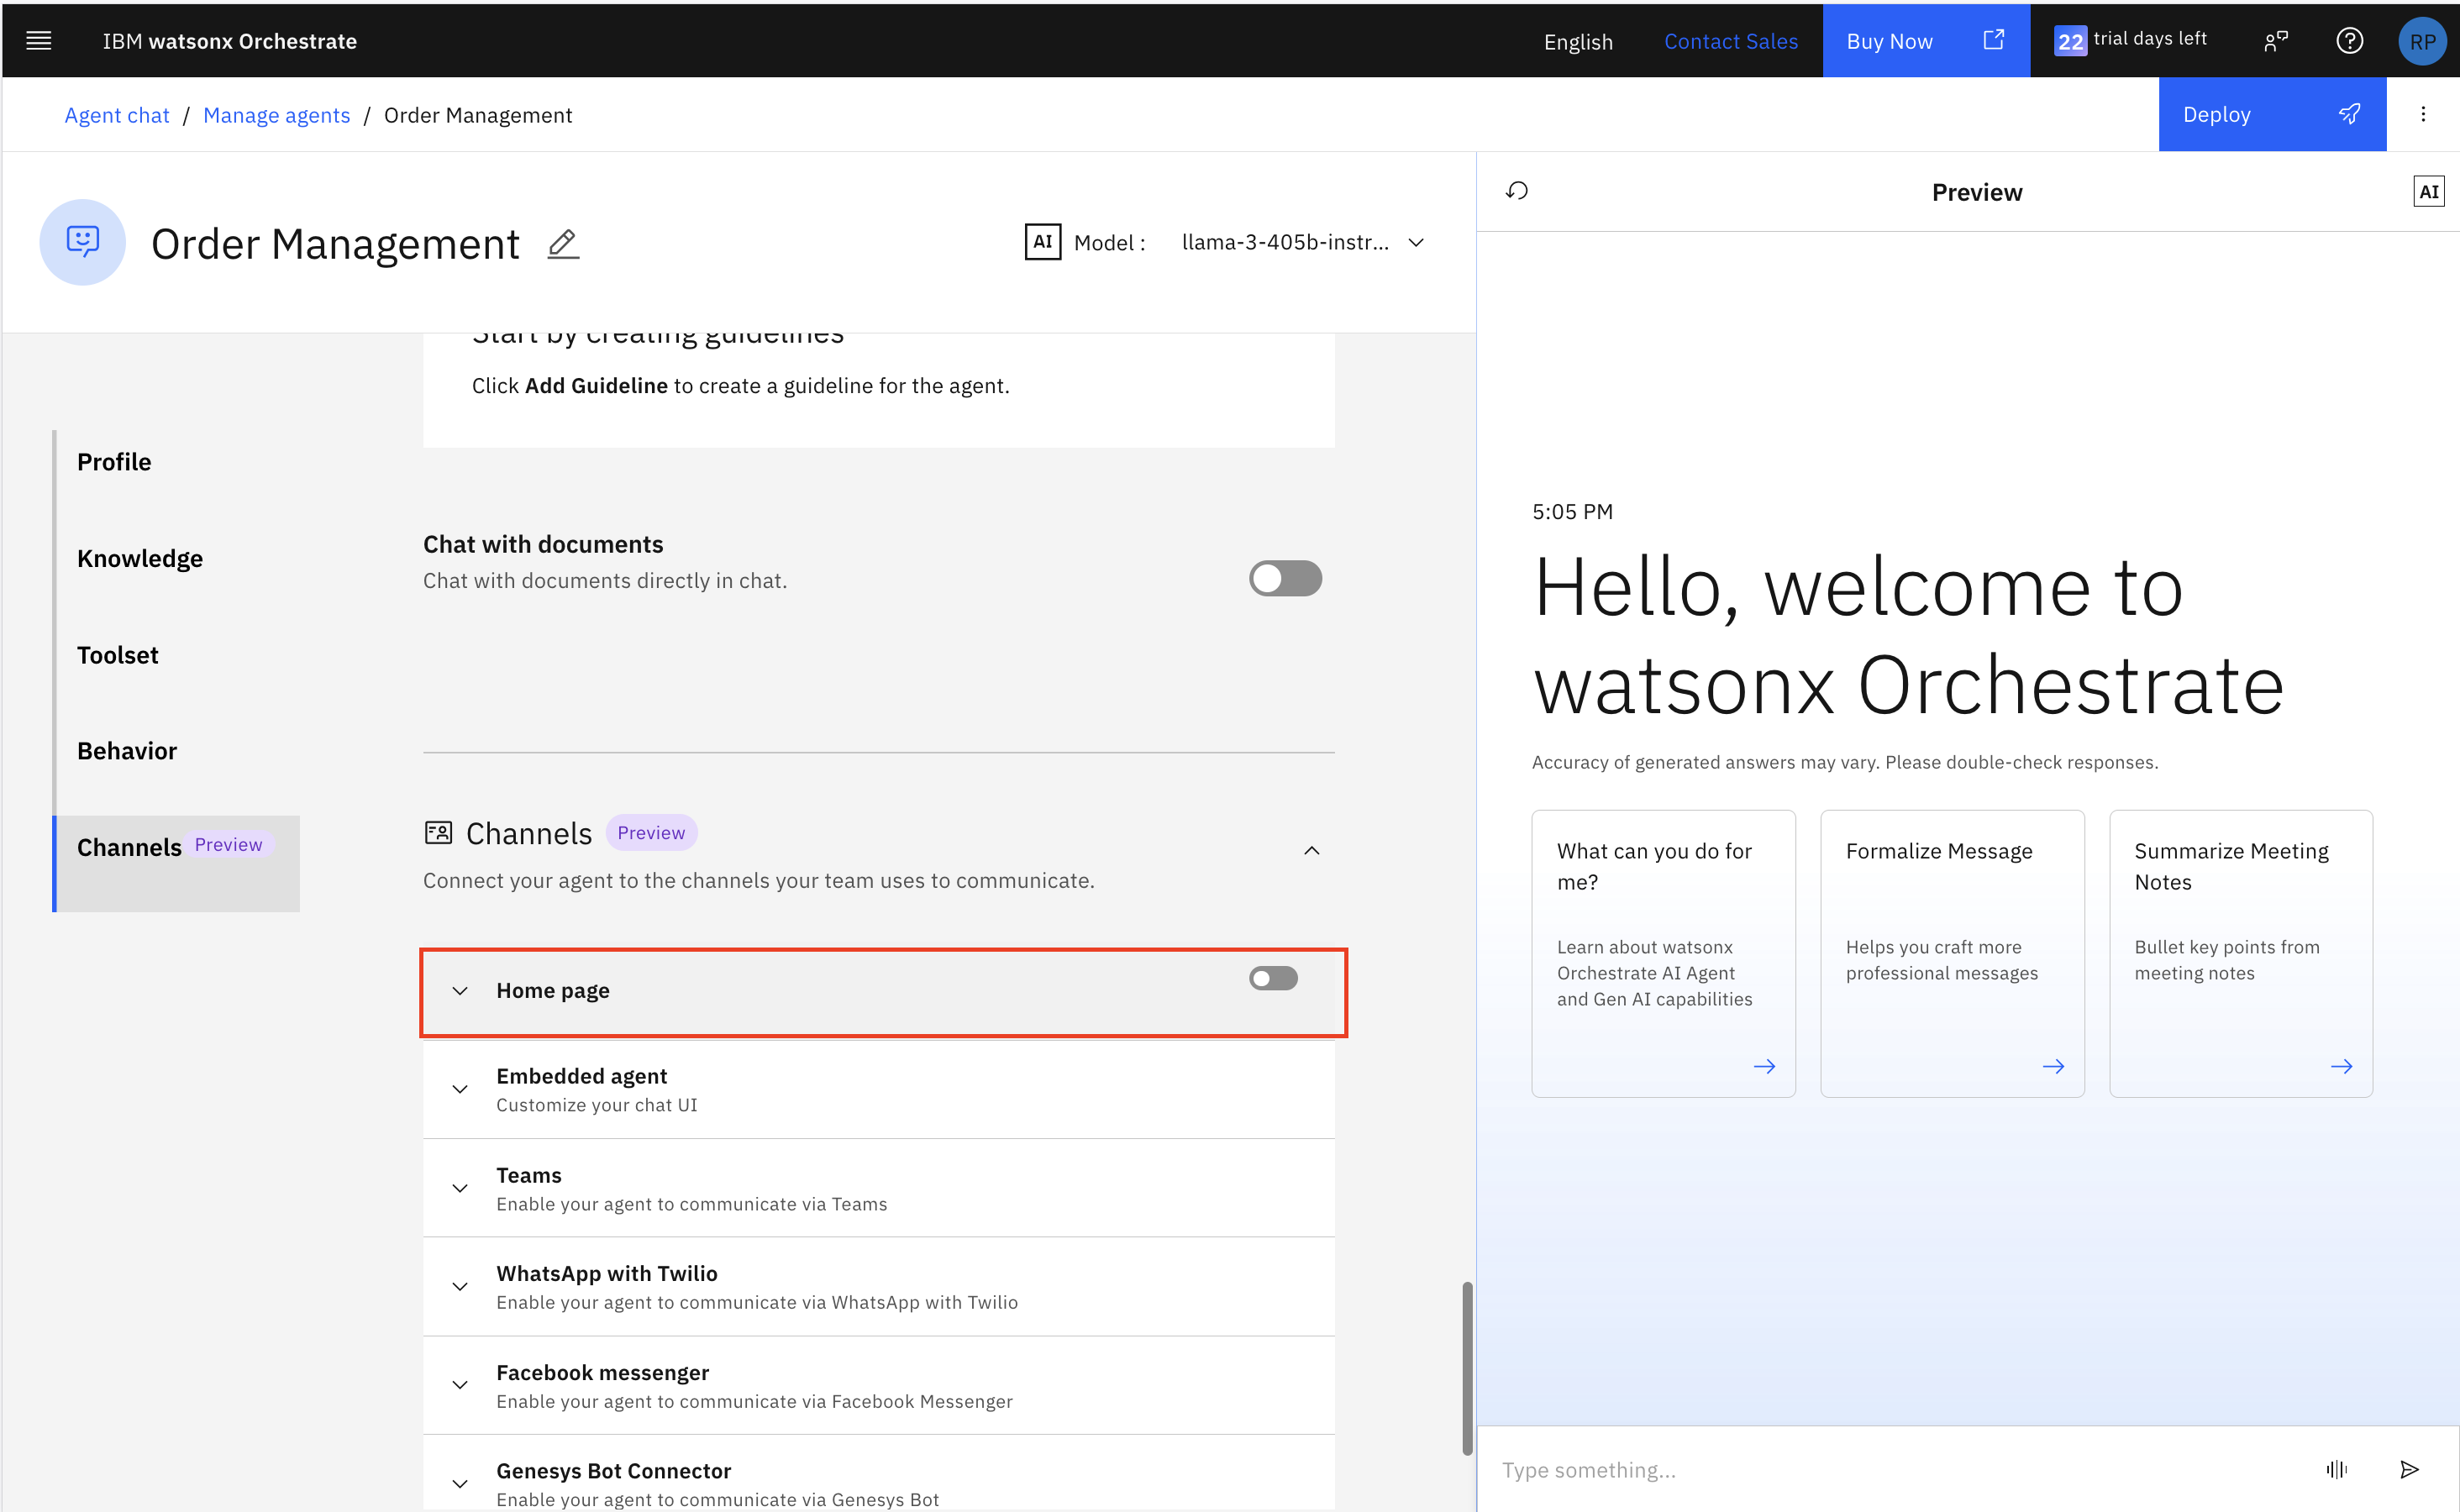 IBM watsonx Orchestrate
English
Contact Sales
Buy Now
22 trial days left
RP
Agent chat / Manage agents / Order Management
Deploy
Order Management
AI Model :
llama-3-405b-instr...
Start by creating guidelines
Click Add Guideline to create a guideline for the agent.
Profile
Knowledge
Toolset
Behavior
Channels Preview
Chat with documents
Chat with documents directly in chat.
Channels Preview
Connect your agent to the channels your team uses to communicate.
Home page
Embedded agent
Customize your chat UI
Teams
Enable your agent to communicate via Teams
WhatsApp with Twilio
Enable your agent to communicate via WhatsApp with Twilio
Facebook messenger
Enable your agent to communicate via Facebook Messenger
Genesys Bot Connector
Enable your agent to communicate via Genesys Bot
Preview
AI
5:05 PM
Hello, welcome to
watsonx Orchestrate
Accuracy of generated answers may vary. Please double-check responses.
What can you do for
me?
Learn about watsonx
Orchestrate AI Agent
and Gen AI capabilities
Formalize Message
Helps you craft more
professional messages
Summarize Meeting
Notes
Bullet key points from
meeting notes
Type something...